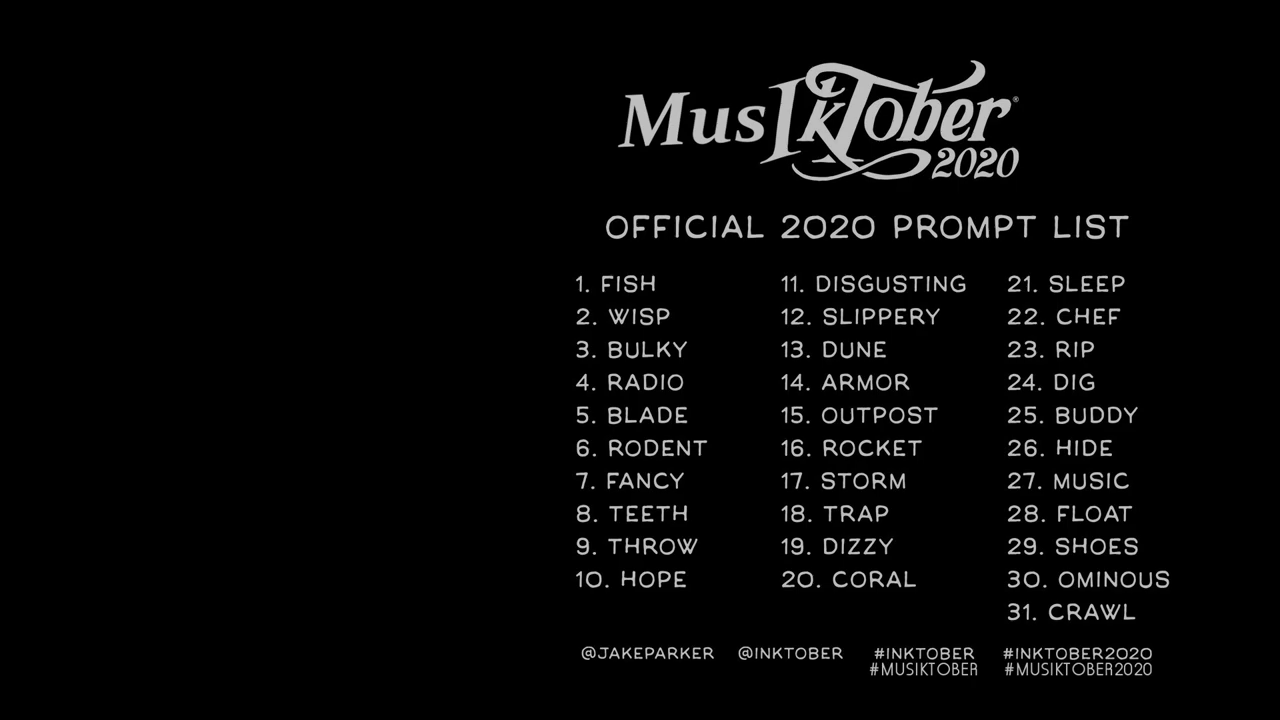 MusIkTober®
2020
OFFICIAL 2020 PROMPT LIST
1. FISH
2. WISP
3. BULKY
4. RADIO
5. BLADE
6. RODENT
7. FANCY
8. TEETH
9. THROW
10. HOPE
11. DISGUSTING
12. SLIPPERY
13. DUNE
14. ARMOR
15. OUTPOST
16. ROCKET
17. STORM
18. TRAP
19. DIZZY
20. CORAL
21. SLEEP
22. CHEF
23. RIP
24. DIG
25. BUDDY
26. HIDE
27. MUSIC
28. FLOAT
29. SHOES
30. OMINOUS
31. CRAWL
@JAKEPARKER @INKTOBER #INKTOBER #INKTOBER2020
#MUSIKTOBER #MUSIKTOBER2020